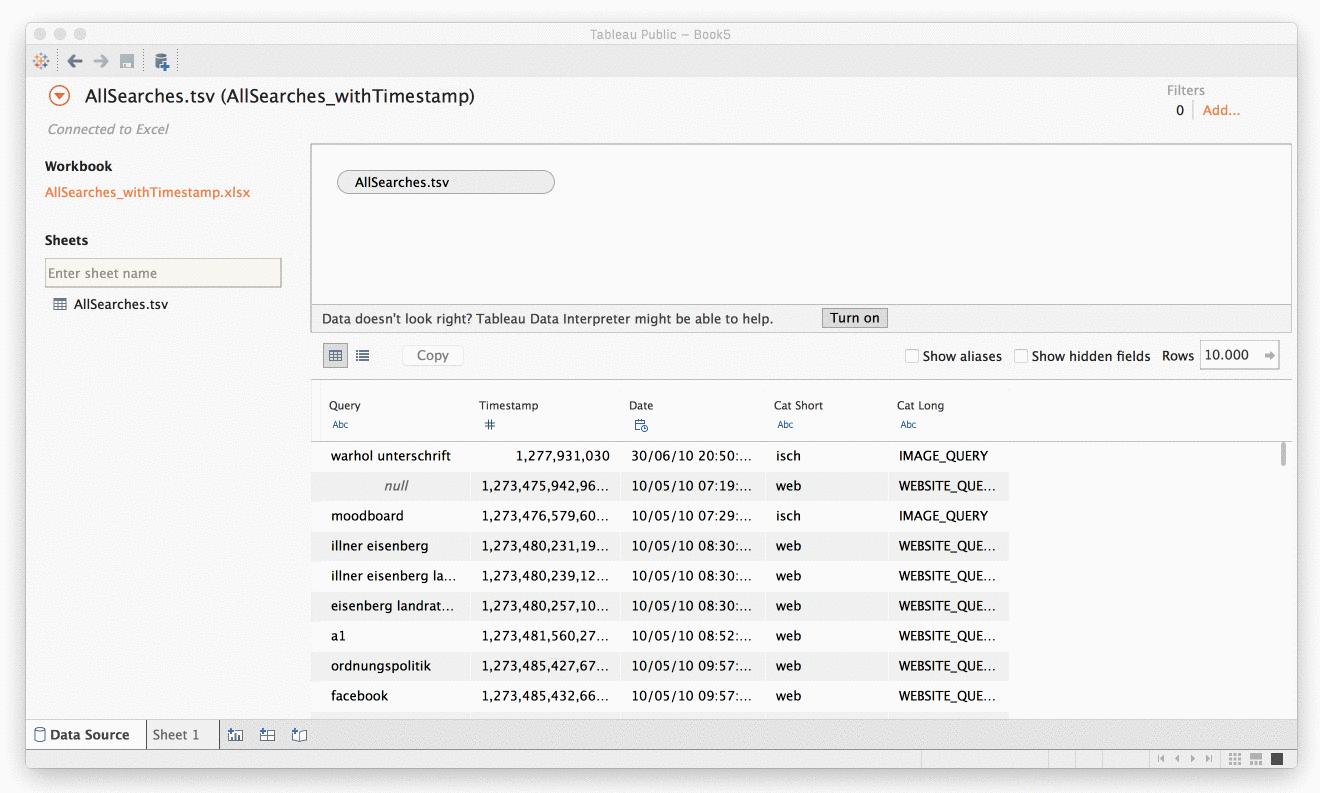 Tableau Public – Book5
AllSearches.tsv (AllSearches_withTimestamp)
Filters
0 Add...
Connected to Excel
Workbook
AllSearches_withTimestamp.xlsx
Sheets
Enter sheet name
AllSearches.tsv
AllSearches.tsv
Data doesn't look right? Tableau Data Interpreter might be able to help. Turn on
Copy Show aliases Show hidden fields Rows 10.000
Query Timestamp Date Cat Short Cat Long
Abc # Abc Abc
warhol unterschrift 1,277,931,030 30/06/10 20:50:... isch IMAGE_QUERY
null 1,273,475,942,96... 10/05/10 07:19:... web WEBSITE_QUE...
moodboard 1,273,476,579,60... 10/05/10 07:29:... isch IMAGE_QUERY
illner eisenberg 1,273,480,231,19... 10/05/10 08:30:... web WEBSITE_QUE...
illner eisenberg la... 1,273,480,239,12... 10/05/10 08:30:... web WEBSITE_QUE...
eisenberg landrat... 1,273,480,257,10... 10/05/10 08:30:... web WEBSITE_QUE...
a1 1,273,481,560,27... 10/05/10 08:52:... web WEBSITE_QUE...
ordnungspolitik 1,273,485,427,67... 10/05/10 09:57:... web WEBSITE_QUE...
facebook 1,273,485,432,66... 10/05/10 09:57:... web WEBSITE_QUE...
Data Source Sheet 1